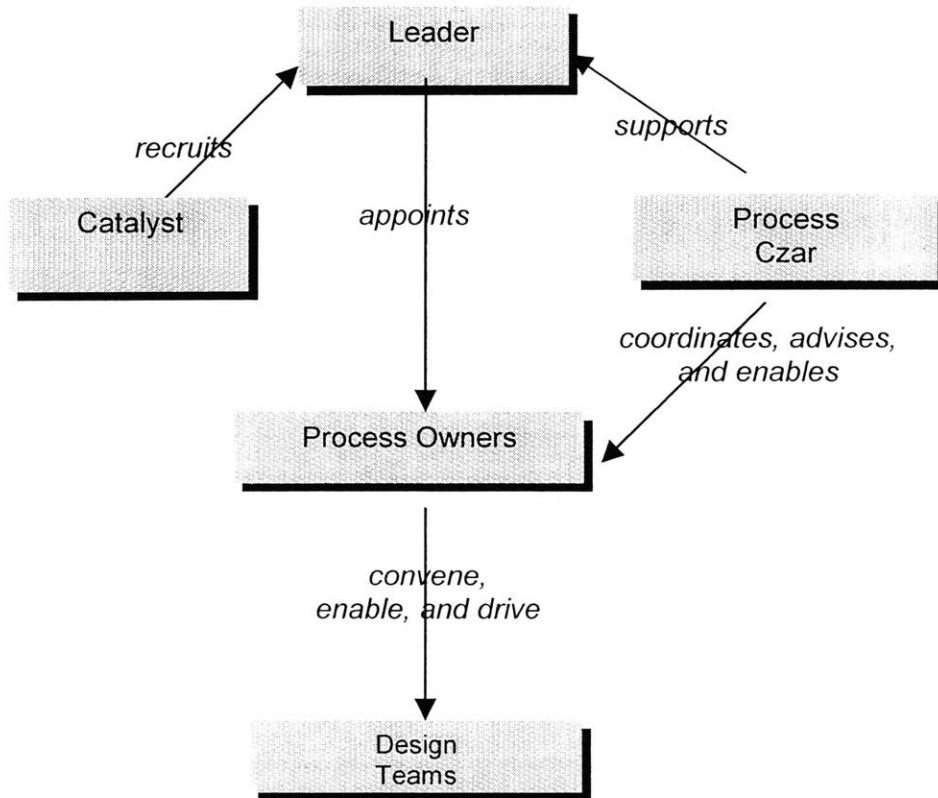 Leader
supports
recruits
Catalyst
appoints
Process
Czar
coordinates, advises,
and enables
Process Owners
convene,
enable, and drive
Design
Teams